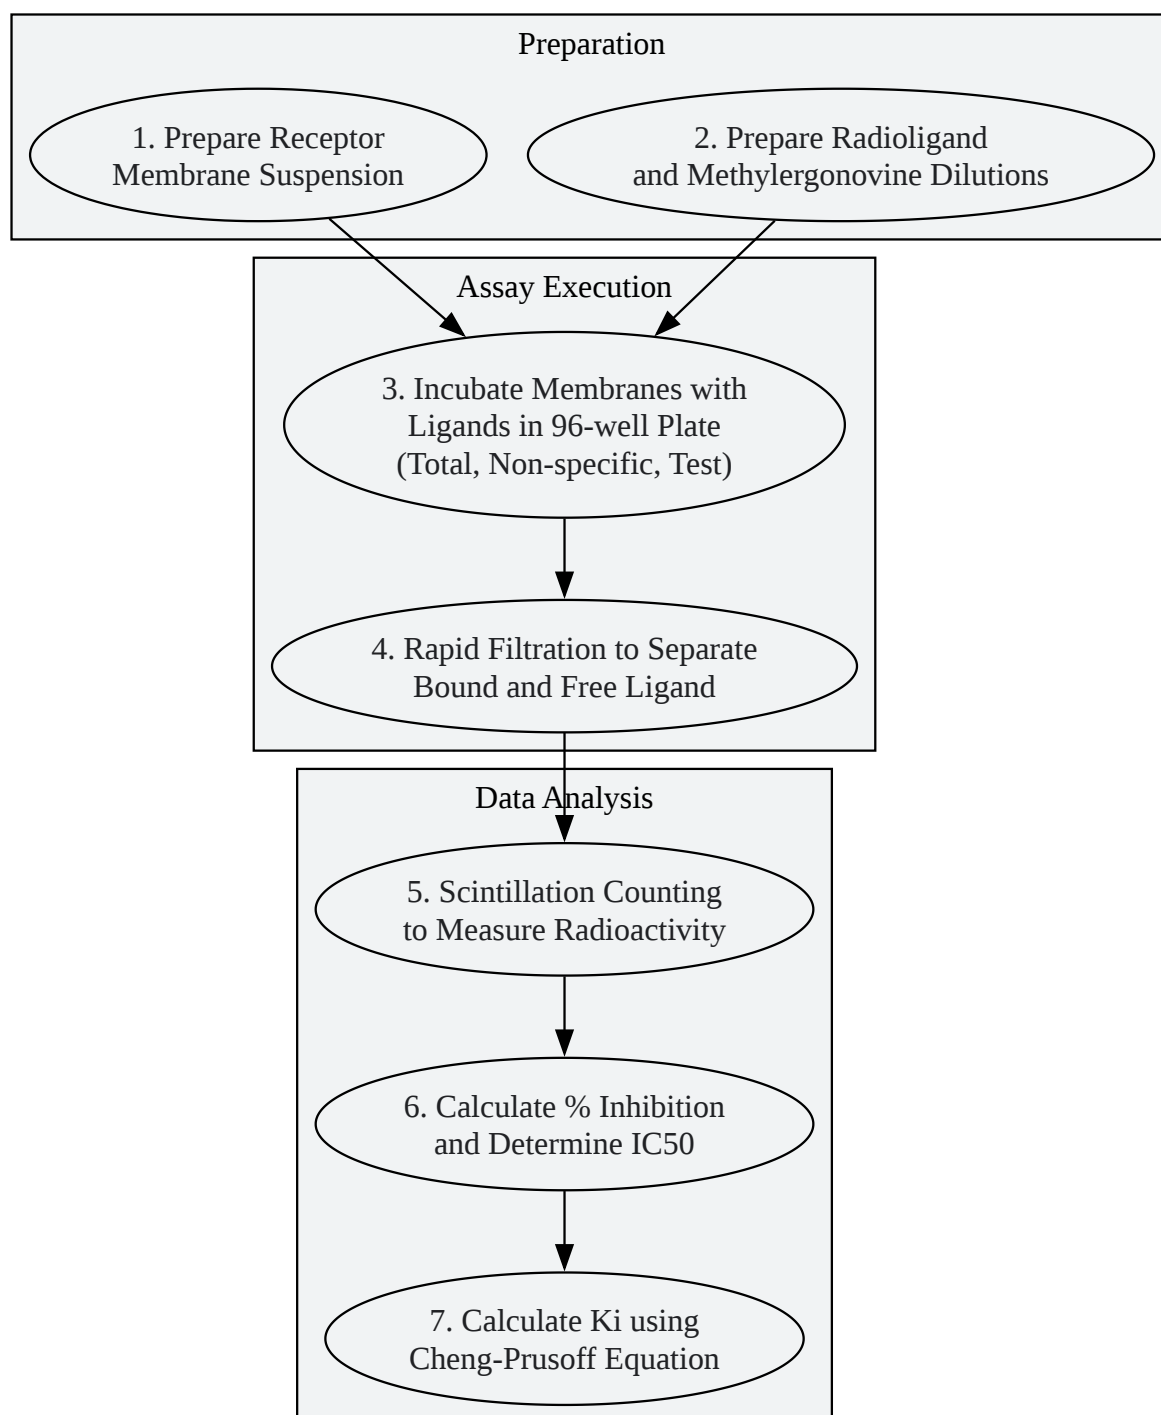 Preparation
1. Prepare Receptor
Membrane Suspension
2. Prepare Radioligand
and Methylergonovine Dilutions
Assay Execution
3. Incubate Membranes with
Ligands in 96-well Plate
(Total, Non-specific, Test)
4. Rapid Filtration to Separate
Bound and Free Ligand
Data Analysis
5. Scintillation Counting
to Measure Radioactivity
6. Calculate % Inhibition
and Determine IC50
7. Calculate Ki using
Cheng-Prusoff Equation